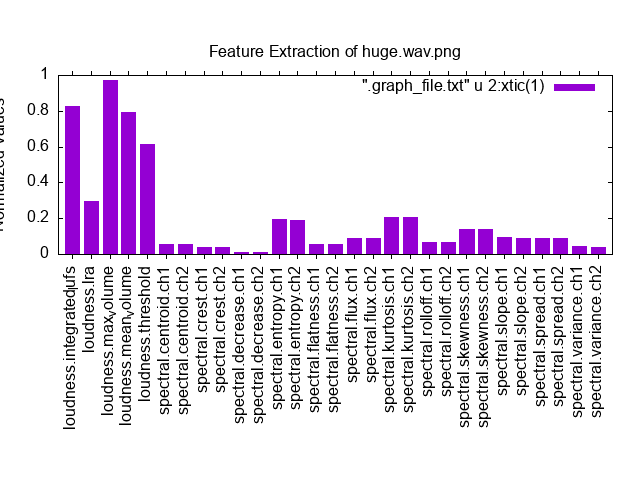 Feature Extraction of huge.wav.png
".graph_file.txt" u 2:xtic(1)
Normalized Values
1
0.8
0.6
0.4
0.2
0
loudness.integratedlufs
loudness.lra
loudness.maxvolume
loudness.meanvolume
loudness.threshold
spectral.centroid.ch1
spectral.centroid.ch2
spectral.crest.ch1
spectral.crest.ch2
spectral.decrease.ch1
spectral.decrease.ch2
spectral.entropy.ch1
spectral.entropy.ch2
spectral.flatness.ch1
spectral.flatness.ch2
spectral.flux.ch1
spectral.flux.ch2
spectral.kurtosis.ch1
spectral.kurtosis.ch2
spectral.rolloff.ch1
spectral.rolloff.ch2
spectral.skewness.ch1
spectral.skewness.ch2
spectral.slope.ch1
spectral.slope.ch2
spectral.spread.ch1
spectral.spread.ch2
spectral.variance.ch1
spectral.variance.ch2